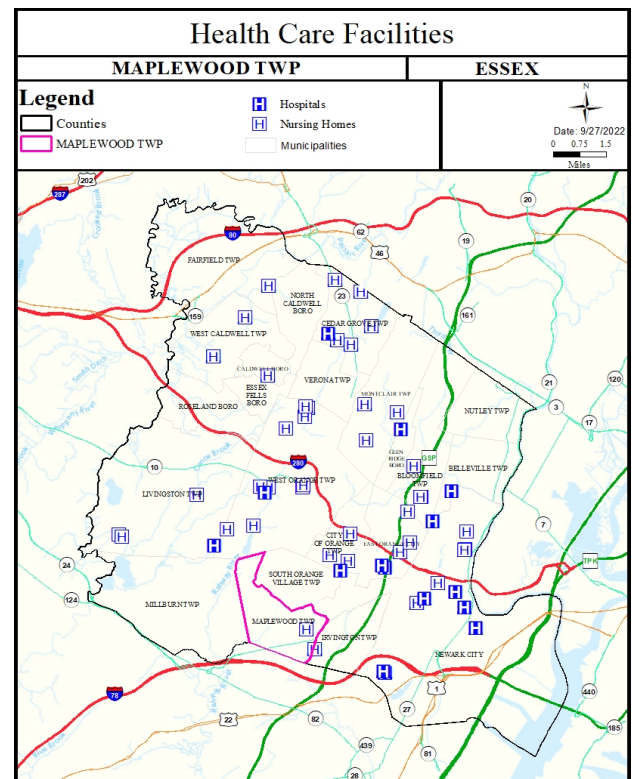 Health Care Facilities
MAPLEWOOD TWP
ESSEX
Legend
Counties
MAPLEWOOD TWP
H Hospitals
H Nursing Homes
Municipalities
N
Date: 9/27/2022
0 0.75 1.5
Miles
202
287
20
62
19
80
46
FAIRFIELD TWP
NORTH
CALDWELL
BORO
23
159
161
CEDAR GROVE TWP
WEST CALDWELL TWP
CALDWELL BORO
ESSEX
FELLS
BORO
VERONA TWP
21
120
3
17
ROSELAND BORO
MONTCLAIR TWP
NUTLEY TWP
GLEN
RIDGE
BORO
GSP
280
10
BELLEVILLE TWP
BLOOMFIELD
TWP
WEST ORANGE TWP
LIVINGSTON TWP
7
CITY
OF ORANGE
TWP
TPK
24
SOUTH ORANGE
VILLAGE TWP
124
MILLBURN TWP
MAPLEWOOD TWP
IRVINGTON TWP
NEWARK CITY
78
1
440
27
22
82
185
439
81
28